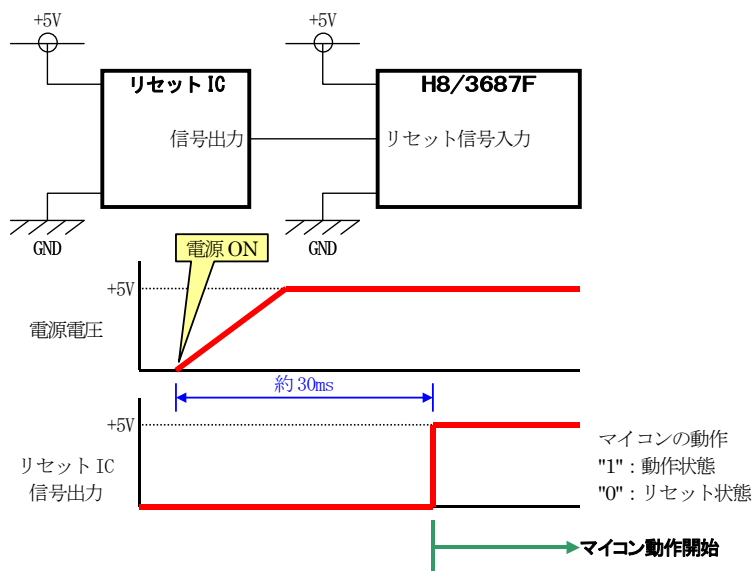 +5V
+5V
リセット IC
H8/3687F
信号出力
リセット信号入力
GND
GND
電源 ON
+5V
電源電圧
約 30ms
+5V
リセット IC
信号出力
マイコンの動作
"1"：動作状態
"0"：リセット状態
マイコン動作開始